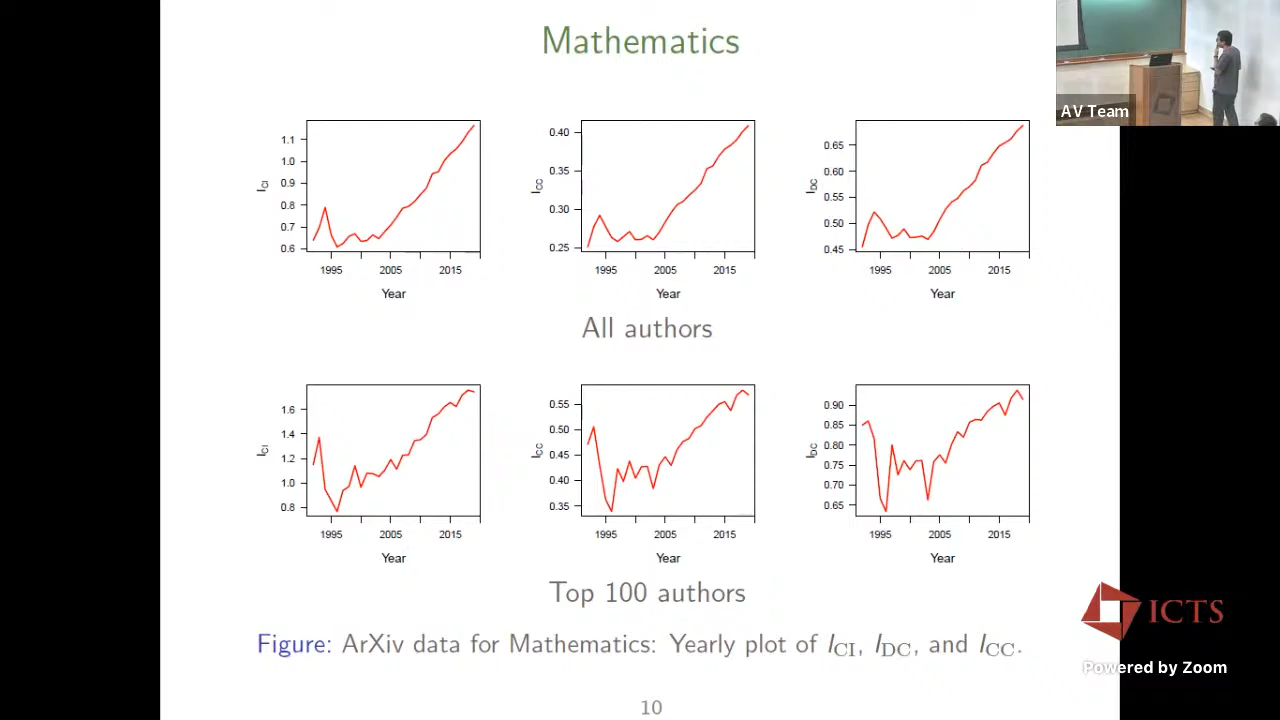 Mathematics
AV Team
1.1
1.0
0.9
0.8
0.7
0.6
I_CI
1995 2005 2015
Year
0.40
0.35
0.30
0.25
I_CC
1995 2005 2015
Year
0.65
0.60
0.55
0.50
0.45
I_DC
1995 2005 2015
Year
All authors
1.6
1.4
1.2
1.0
0.8
I_CI
1995 2005 2015
Year
0.55
0.50
0.45
0.40
0.35
I_CC
1995 2005 2015
Year
0.90
0.85
0.80
0.75
0.70
0.65
I_DC
1995 2005 2015
Year
Top 100 authors
Figure: ArXiv data for Mathematics: Yearly plot of I_CI, I_DC, and I_CC.
10
ICTS
Powered by Zoom